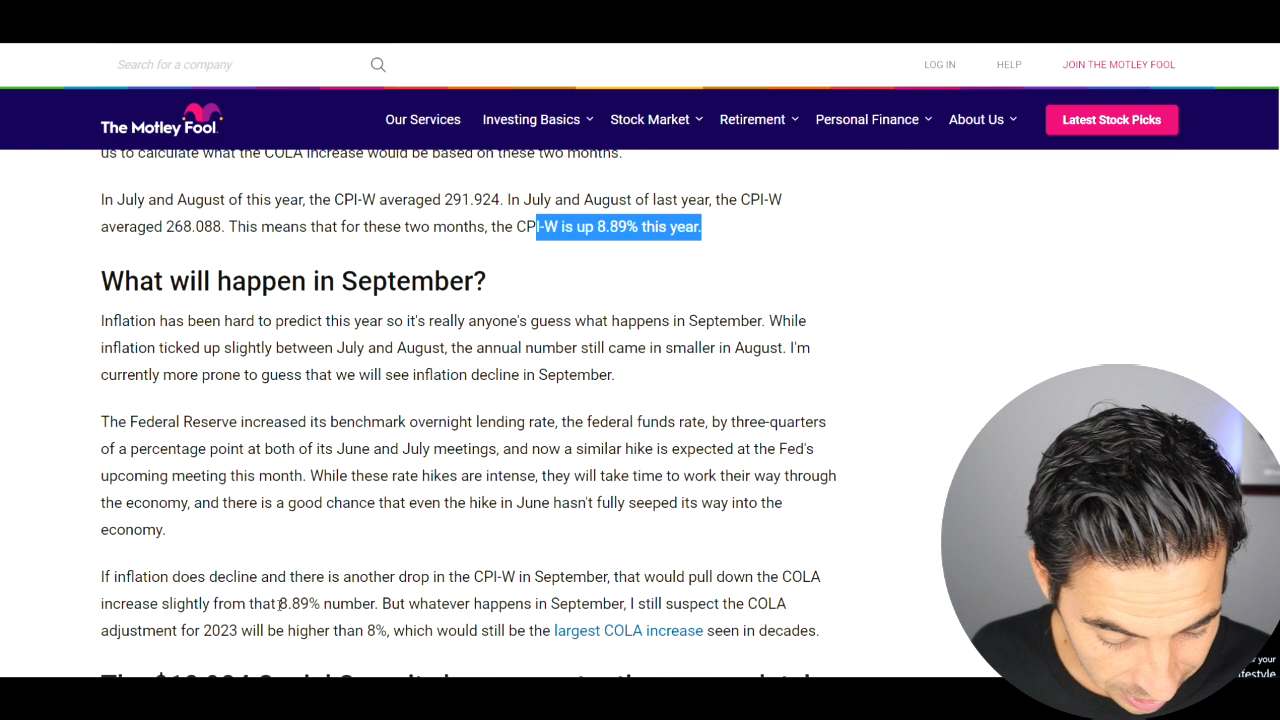 Search for a company
LOG IN HELP JOIN THE MOTLEY FOOL
The Motley Fool.
Our Services Investing Basics Stock Market Retirement Personal Finance About Us Latest Stock Picks
us to calculate what the COLA increase would be based on these two months.
In July and August of this year, the CPI-W averaged 291.924. In July and August of last year, the CPI-W
averaged 268.088. This means that for these two months, the CPI-W is up 8.89% this year.
What will happen in September?
Inflation has been hard to predict this year so it's really anyone's guess what happens in September. While
inflation ticked up slightly between July and August, the annual number still came in smaller in August. I'm
currently more prone to guess that we will see inflation decline in September.
The Federal Reserve increased its benchmark overnight lending rate, the federal funds rate, by three-quarters
of a percentage point at both of its June and July meetings, and now a similar hike is expected at the Fed's
upcoming meeting this month. While these rate hikes are intense, they will take time to work their way through
the economy, and there is a good chance that even the hike in June hasn't fully seeped its way into the
economy.
If inflation does decline and there is another drop in the CPI-W in September, that would pull down the COLA
increase slightly from that 8.89% number. But whatever happens in September, I still suspect the COLA
adjustment for 2023 will be higher than 8%, which would still be the largest COLA increase seen in decades.
your